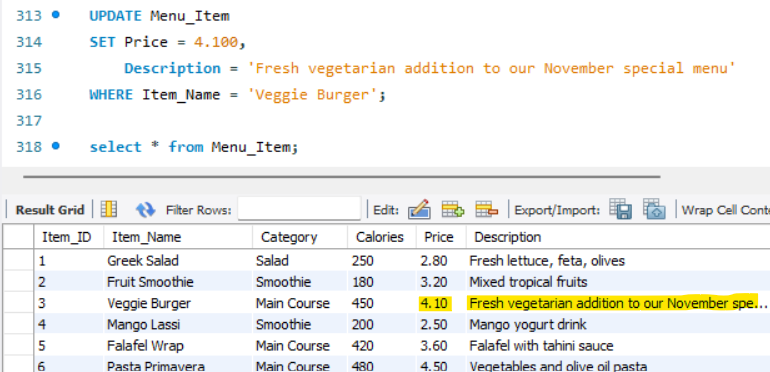 313 UPDATE Menu_Item
314 SET Price = 4.100,
315 Description = 'Fresh vegetarian addition to our November special menu'
316 WHERE Item_Name = 'Veggie Burger';
317
318 select * from Menu_Item;
Result Grid Filter Rows: Edit: Export/Import: Wrap Cell Conte
Item_ID Item_Name Category Calories Price Description
1 Greek Salad Salad 250 2.80 Fresh lettuce, feta, olives
2 Fruit Smoothie Smoothie 180 3.20 Mixed tropical fruits
3 Veggie Burger Main Course 450 4.10 Fresh vegetarian addition to our November spe...
4 Mango Lassi Smoothie 200 2.50 Mango yogurt drink
5 Falafel Wrap Main Course 420 3.60 Falafel with tahini sauce
6 Pasta Primavera Main Course 480 4.50 Vegetables and olive oil pasta